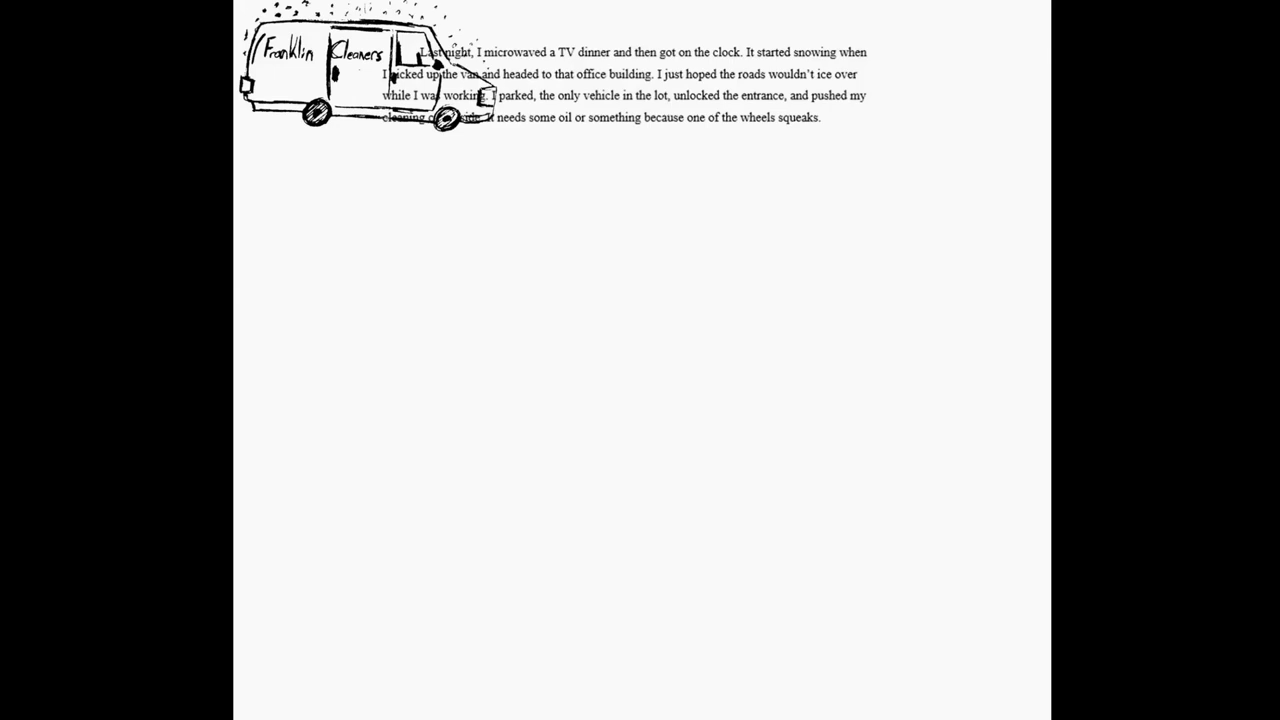 Franklin Cleaners
Last night, I microwaved a TV dinner and then got on the clock. It started snowing when
I picked up the van and headed to that office building. I just hoped the roads wouldn’t ice over
while I was working. I parked, the only vehicle in the lot, unlocked the entrance, and pushed my
cleaning needs some oil or something because one of the wheels squeaks.